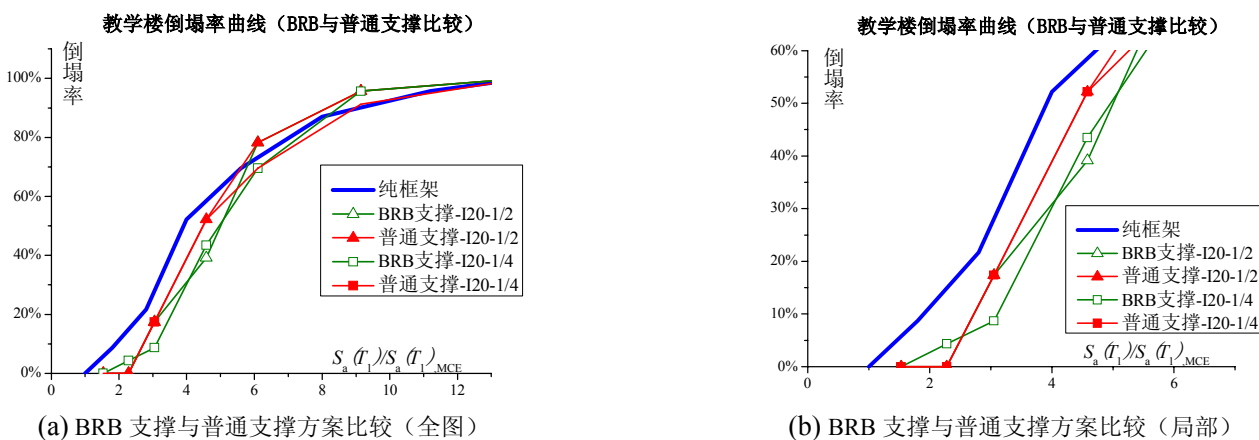 教学楼倒塌率曲线（BRB与普通支撑比较）
倒塌率
100%
80%
60%
40%
20%
0%
0 2 4 6 8 10 12
纯框架
BRB支撑-I20-1/2
普通支撑-I20-1/2
BRB支撑-I20-1/4
普通支撑-I20-1/4
Sa(T1)/Sa(T1),MCE
(a) BRB 支撑与普通支撑方案比较（全图）
教学楼倒塌率曲线（BRB与普通支撑比较）
倒塌率
60%
50%
40%
30%
20%
10%
0%
0 2 4 6
纯框架
BRB支撑-I20-1/2
普通支撑-I20-1/2
BRB支撑-I20-1/4
普通支撑-I20-1/4
Sa(T1)/Sa(T1),MCE
(b) BRB 支撑与普通支撑方案比较（局部）